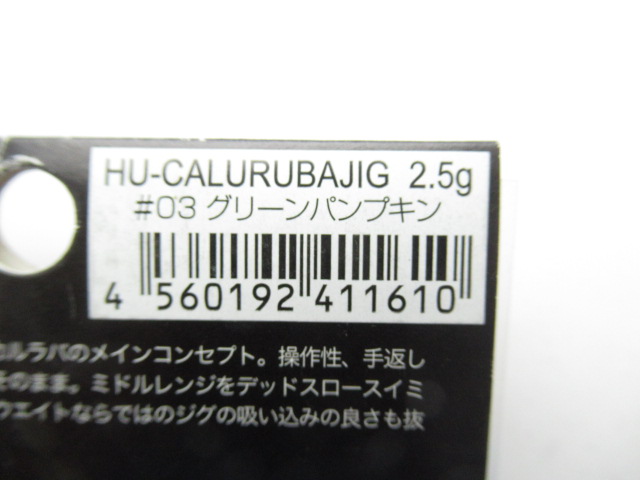 HU-CALURUBAJIG 2.5g
#03 グリーンパンプキン
4 560192 411610
ルラバのメインコンセプト。操作性、手返し
そのまま。ミドルレンジをデッドスロースイミ
ウエイトならではのジグの吸い込みの良さも抜